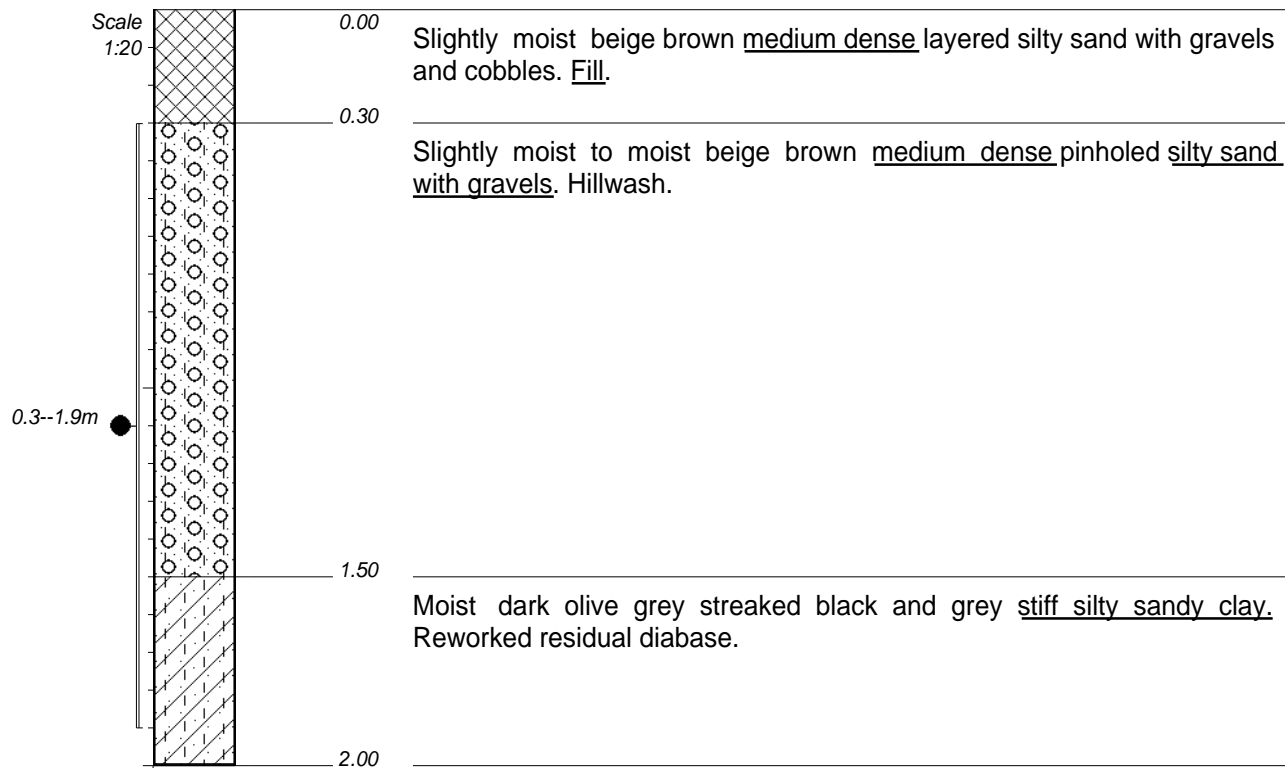 Scale
1:20
0.00
Slightly moist beige brown medium dense layered silty sand with gravels
and cobbles. Fill.
0.30
Slightly moist to moist beige brown medium dense pinholed silty sand
with gravels. Hillwash.
0.3--1.9m
1.50
Moist dark olive grey streaked black and grey stiff silty sandy clay.
Reworked residual diabase.
2.00